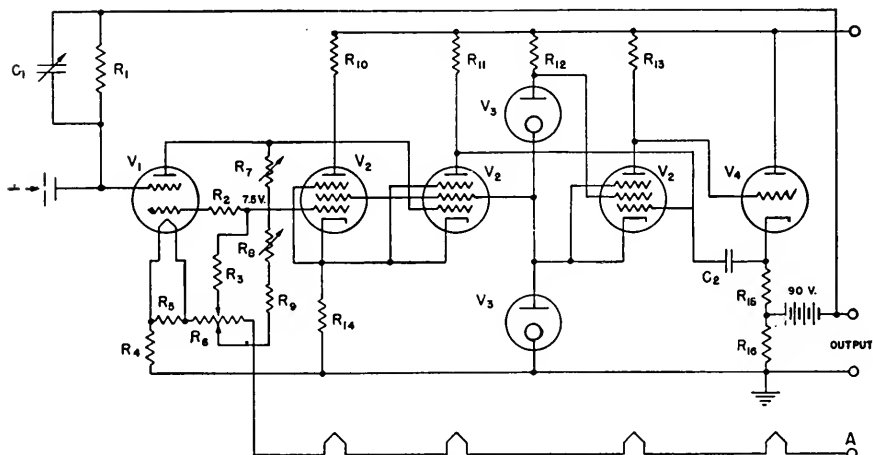 C1
R1
R10
R11
R12
R13
V3
V1
R7
V2
V2
V2
V4
R2
7.5 V.
R8
R3
C2
R5
R9
V3
R15
90 V.
R14
R6
R4
R16
OUTPUT
A